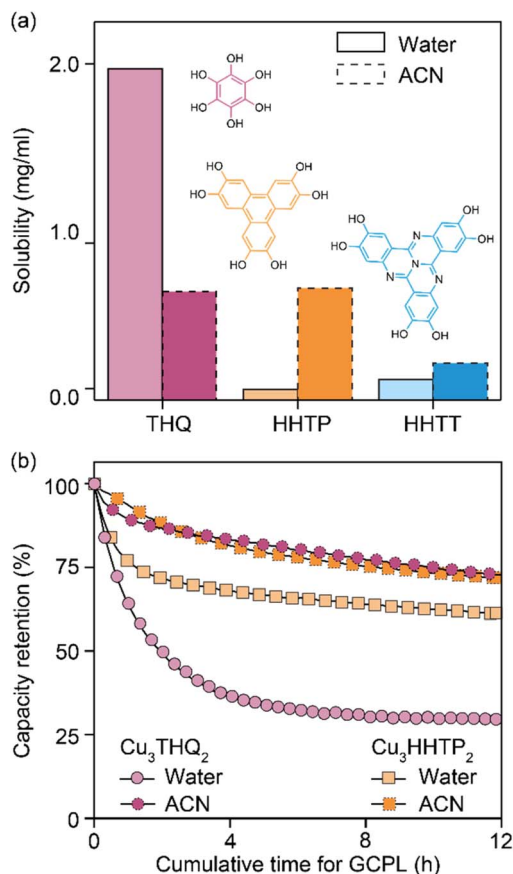 (a)
Solubility (mg/ml)
2.0
1.0
0.0
Water
ACN
OH
HO
OH
HO
OH
OH
HO
OH
HO
OH
HO
OH
HO
OH
N
N
N
N
OH
HO
OH
THQ
HHTP
HHTT
(b)
Capacity retention (%)
100
75
50
25
0
Cu3THQ2
Water
ACN
Cu3HHTP2
Water
ACN
0
4
8
12
Cumulative time for GCPL (h)